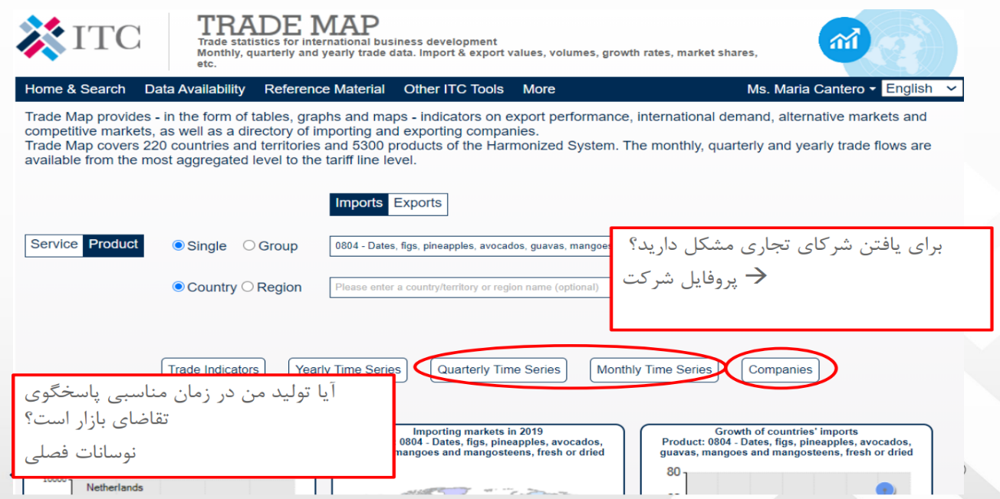 ITC
TRADE MAP
Trade statistics for international business development
Monthly, quarterly and yearly trade data. Import & export values, volumes, growth rates, market shares,
etc.
Home & Search Data Availability Reference Material Other ITC Tools More Ms. Maria Cantero English
Trade Map provides - in the form of tables, graphs and maps - indicators on export performance, international demand, alternative markets and
competitive markets, as well as a directory of importing and exporting companies.
Trade Map covers 220 countries and territories and 5300 products of the Harmonized System. The monthly, quarterly and yearly trade flows are
available from the most aggregated level to the tariff line level.
Imports Exports
Service Product Single Group 0804 - Dates, figs, pineapples, avocados, guavas, mangoes
برای یافتن شرکای تجاری مشکل دارید؟
→ پروفایل شرکت
Country Region Please enter a country/territory or region name (optional)
Trade Indicators Yearly Time Series Quarterly Time Series Monthly Time Series Companies
آیا تولید من در زمان مناسبی پاسخگوی
تقاضای بازار است؟
نوسانات فصلی
Importing markets in 2019
0804 - Dates, figs, pineapples, avocados,
mangoes and mangosteens, fresh or dried
Growth of countries' imports
Product: 0804 - Dates, figs, pineapples, avocados,
guavas, mangoes and mangosteens, fresh or dried
80
Netherlands